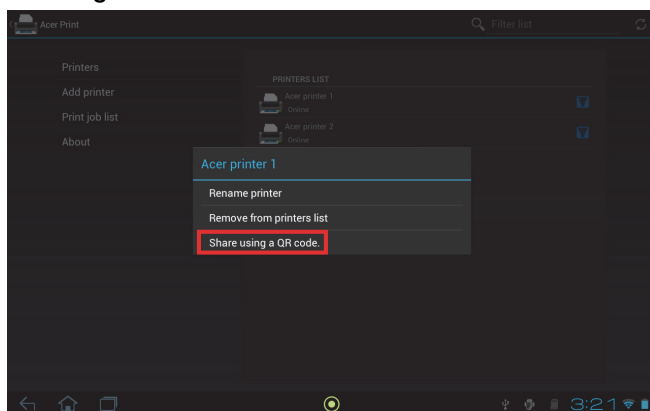 Acer Print
Filter list
Printers
Add printer
Print job list
About
PRINTERS LIST
Acer printer 1
Online
Acer printer 2
Online
Acer printer 1
Rename printer
Remove from printers list
Share using a QR code.
3:21